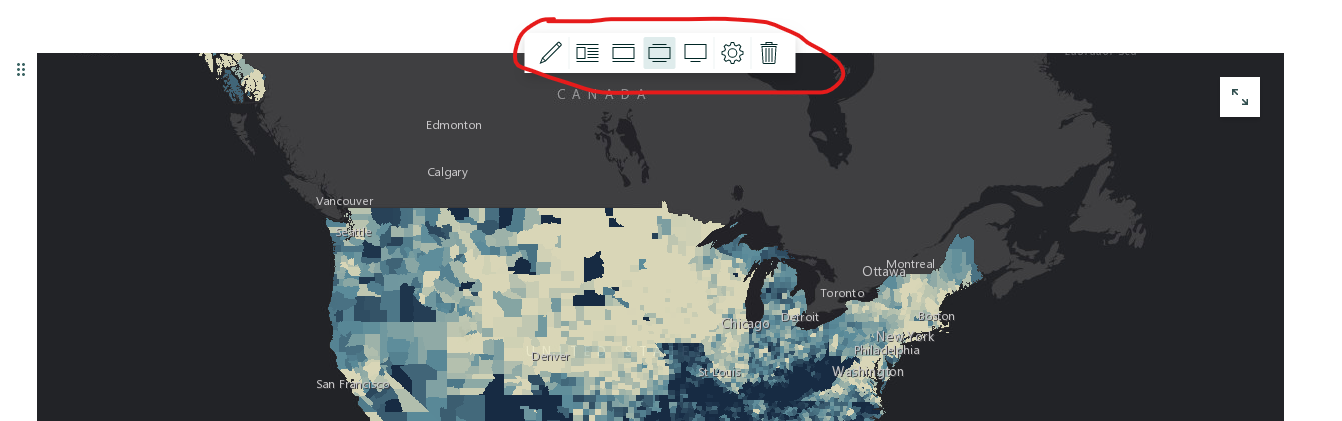 CANADA
Edmonton
Calgary
Vancouver
Seattle
Montreal
Ottawa
Toronto
Boston
Detroit
Chicago
New York
Philadelphia
Denver
St Louis
Washington
San Francisco